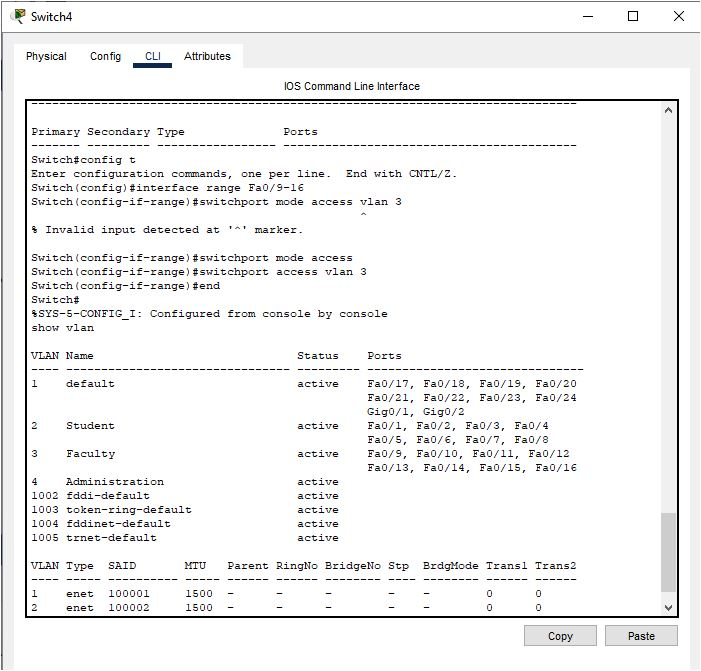 Switch4
Physical Config CLI Attributes
IOS Command Line Interface
------------------------------------------------------------------------------
Primary Secondary Type              Ports
------- --------- ----------------- ------------------------------------------
Switch#config t
Enter configuration commands, one per line.  End with CNTL/Z.
Switch(config)#interface range Fa0/9-16
Switch(config-if-range)#switchport mode access vlan 3
                                               ^
% Invalid input detected at '^' marker.
Switch(config-if-range)#switchport mode access
Switch(config-if-range)#switchport access vlan 3
Switch(config-if-range)#end
Switch#
%SYS-5-CONFIG_I: Configured from console by console
show vlan
VLAN Name                             Status    Ports
---- -------------------------------- --------- -------------------------------
1    default                          active    Fa0/17, Fa0/18, Fa0/19, Fa0/20
                                                Fa0/21, Fa0/22, Fa0/23, Fa0/24
                                                Gig0/1, Gig0/2
2    Student                          active    Fa0/1, Fa0/2, Fa0/3, Fa0/4
                                                Fa0/5, Fa0/6, Fa0/7, Fa0/8
3    Faculty                          active    Fa0/9, Fa0/10, Fa0/11, Fa0/12
                                                Fa0/13, Fa0/14, Fa0/15, Fa0/16
4    Administration                   active
1002 fddi-default                     active
1003 token-ring-default               active
1004 fddinet-default                  active
1005 trnet-default                    active
VLAN Type  SAID       MTU   Parent RingNo BridgeNo Stp  BrdgMode Trans1 Trans2
---- ----- ---------- ----- ------ ------ -------- ---- -------- ------ ------
1    enet  100001     1500  -      -      -        -    -        0      0
2    enet  100002     1500  -      -      -        -    -        0      0
Copy Paste